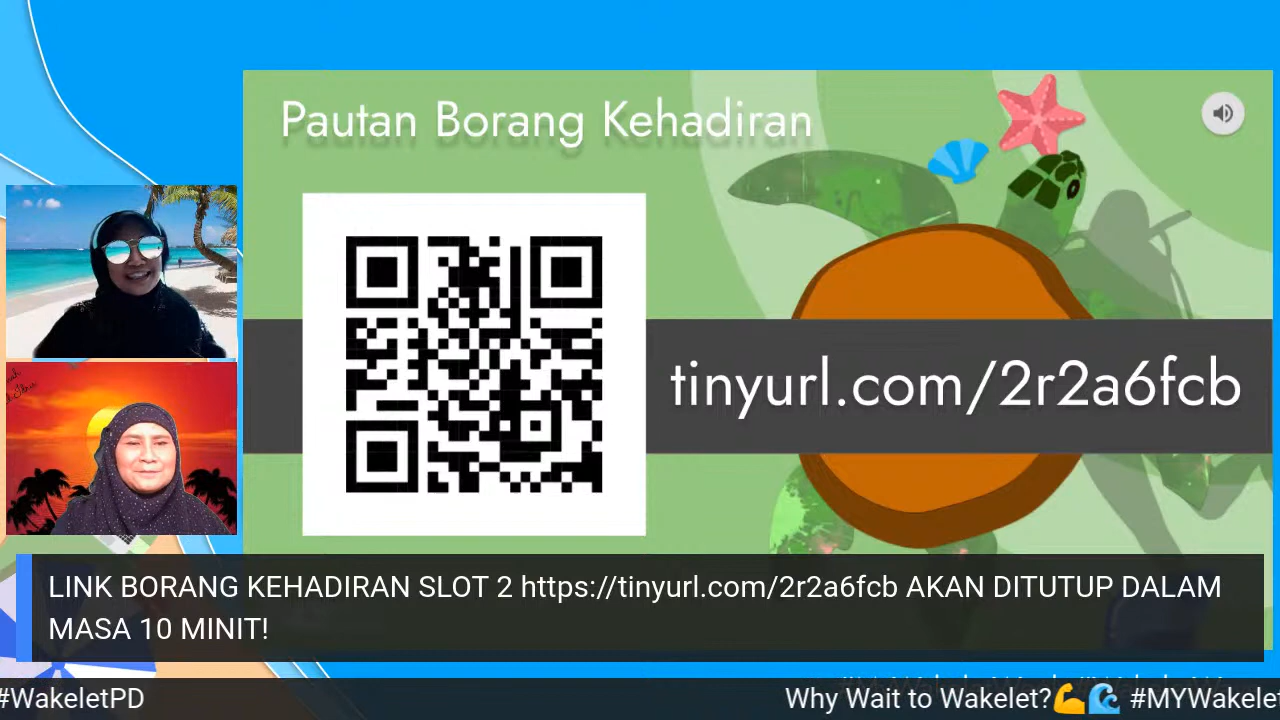 Pautan Borang Kehadiran
tinyurl.com/2r2a6fcb
LINK BORANG KEHADIRAN SLOT 2 https://tinyurl.com/2r2a6fcb AKAN DITUTUP DALAM
MASA 10 MINIT!
#WakeletPD
Why Wait to Wakelet?💪🌊 #MYWakelet